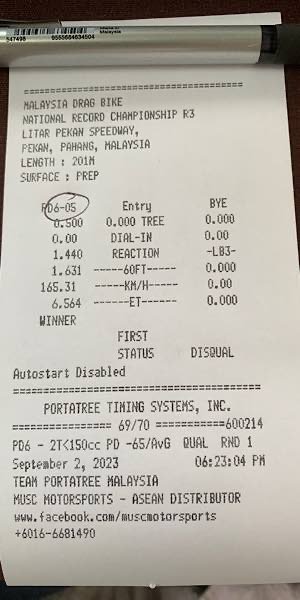 547498 9555684634504 Made in Malaysia
==========================================
MALAYSIA DRAG BIKE
NATIONAL RECORD CHAMPIONSHIP R3
LITAR PEKAN SPEEDWAY,
PEKAN, PAHANG, MALAYSIA
LENGTH : 201M
SURFACE : PREP
PD6-05 Entry BYE
0.500 0.000 TREE 0.000
0.00 DIAL-IN 0.00
1.440 REACTION -LB3-
1.631 ------60FT----- 0.000
165.31 ------KM/H----- 0.00
6.564 ------ET------- 0.000
WINNER
FIRST
STATUS DISQUAL
Autostart Disabled
==========================================
PORTATREE TIMING SYSTEMS, INC.
================= 69/70 ===========600214
PD6 - 2T<150cc PD -65/AvG QUAL RND 1
September 2, 2023 06:23:04 PM
TEAM PORTATREE MALAYSIA
MUSC MOTORSPORTS - ASEAN DISTRIBUTOR
www.facebook.com/muscmotorsports
+6016-6681490